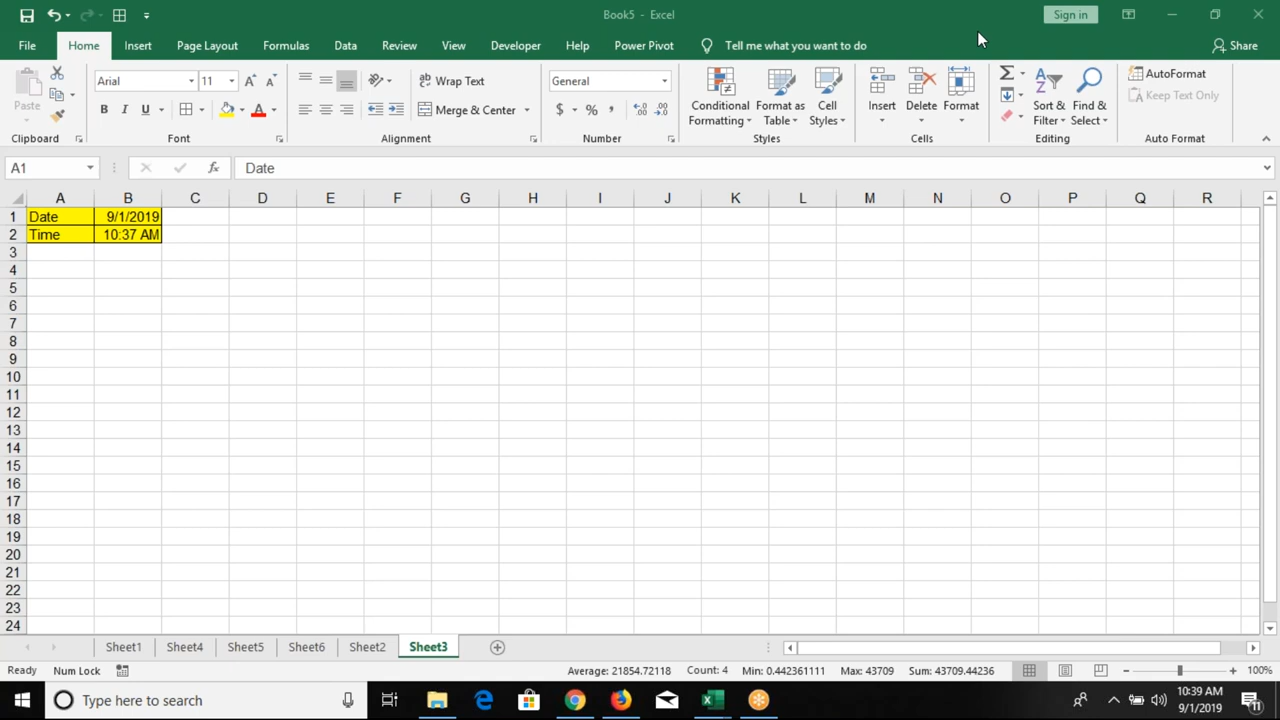 Book5 - Excel
Sign in
File Home Insert Page Layout Formulas Data Review View Developer Help Power Pivot Tell me what you want to do Share
Paste
Clipboard
Arial 11
B I U
Font
Wrap Text
Merge & Center
Alignment
General
$ % ,
Number
Conditional Formatting
Format as Table
Cell Styles
Styles
Insert Delete Format
Cells
Sort & Filter
Find & Select
Editing
AutoFormat
Keep Text Only
Auto Format
A1 fx Date
A B C D E F G H I J K L M N O P Q R
1 Date 9/1/2019
2 Time 10:37 AM
3
4
5
6
7
8
9
10
11
12
13
14
15
16
17
18
19
20
21
22
23
24
Sheet1 Sheet4 Sheet5 Sheet6 Sheet2 Sheet3
Ready Num Lock Average: 21854.72118 Count: 4 Min: 0.442361111 Max: 43709 Sum: 43709.44236 100%
Type here to search
10:39 AM
9/1/2019
11